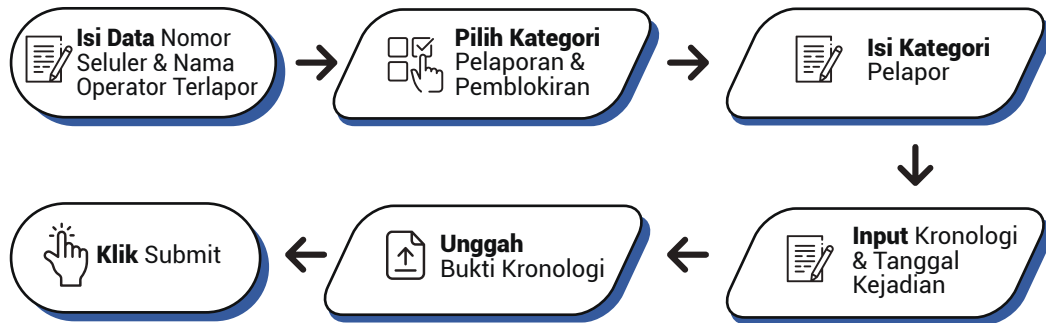 Isi Data Nomor
Seluler & Nama
Operator Terlapor
Pilih Kategori
Pelaporan &
Pemblokiran
Isi Kategori
Pelapor
Input Kronologi
& Tanggal
Kejadian
Unggah
Bukti Kronologi
Klik Submit